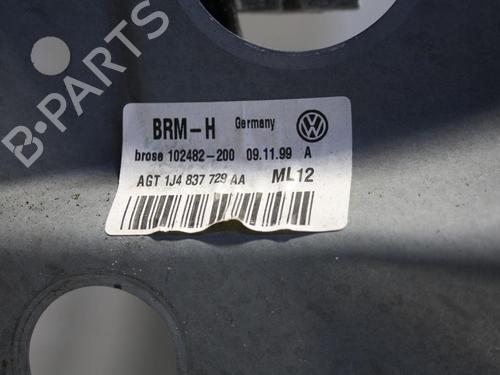 B-PARTS
BRM-H Germany
brose 102482-200 09.11.99 A
AGT 1J4 837 729 AA ML12